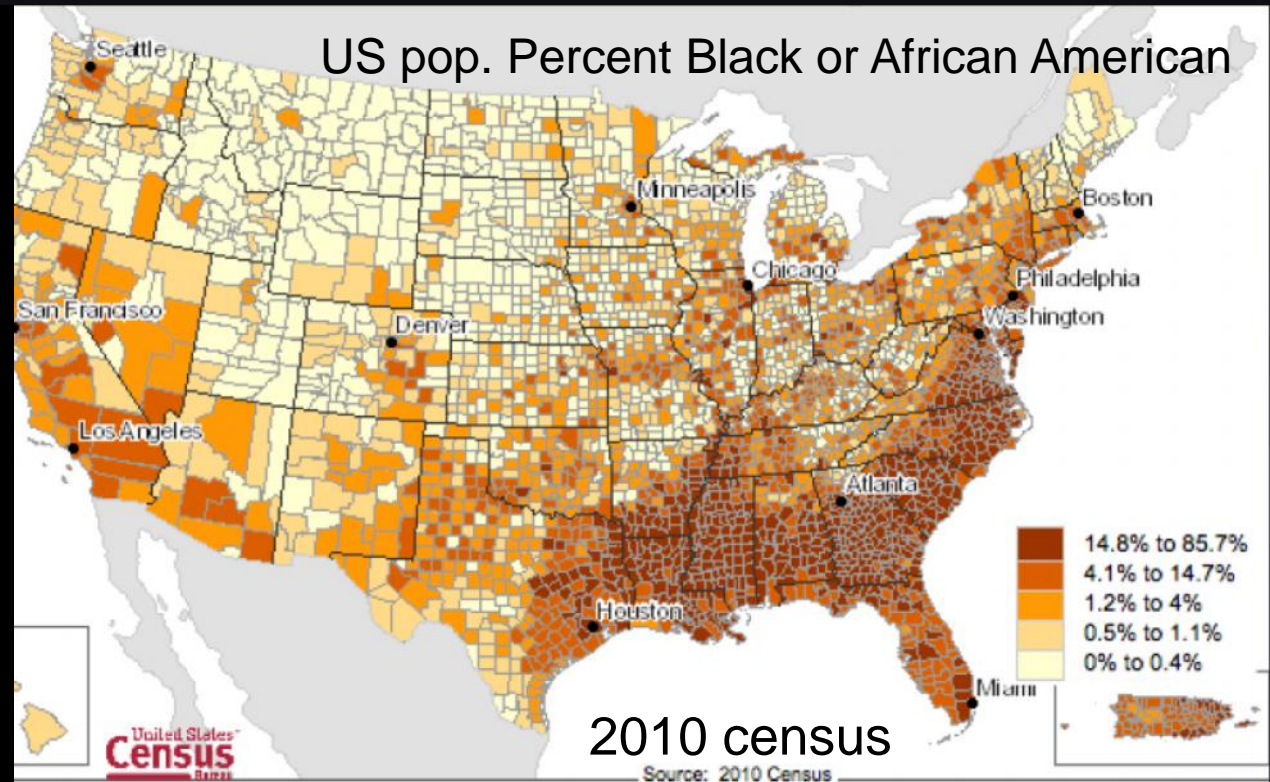 US pop. Percent Black or African American
Seattle
Minneapolis
Boston
Chicago
Philadelphia
San Francisco
Washington
Denver
Los Angeles
Atlanta
14.8% to 85.7%
4.1% to 14.7%
1.2% to 4%
0.5% to 1.1%
0% to 0.4%
Houston
Miami
United States
Census
Bureau
2010 census
Source: 2010 Census